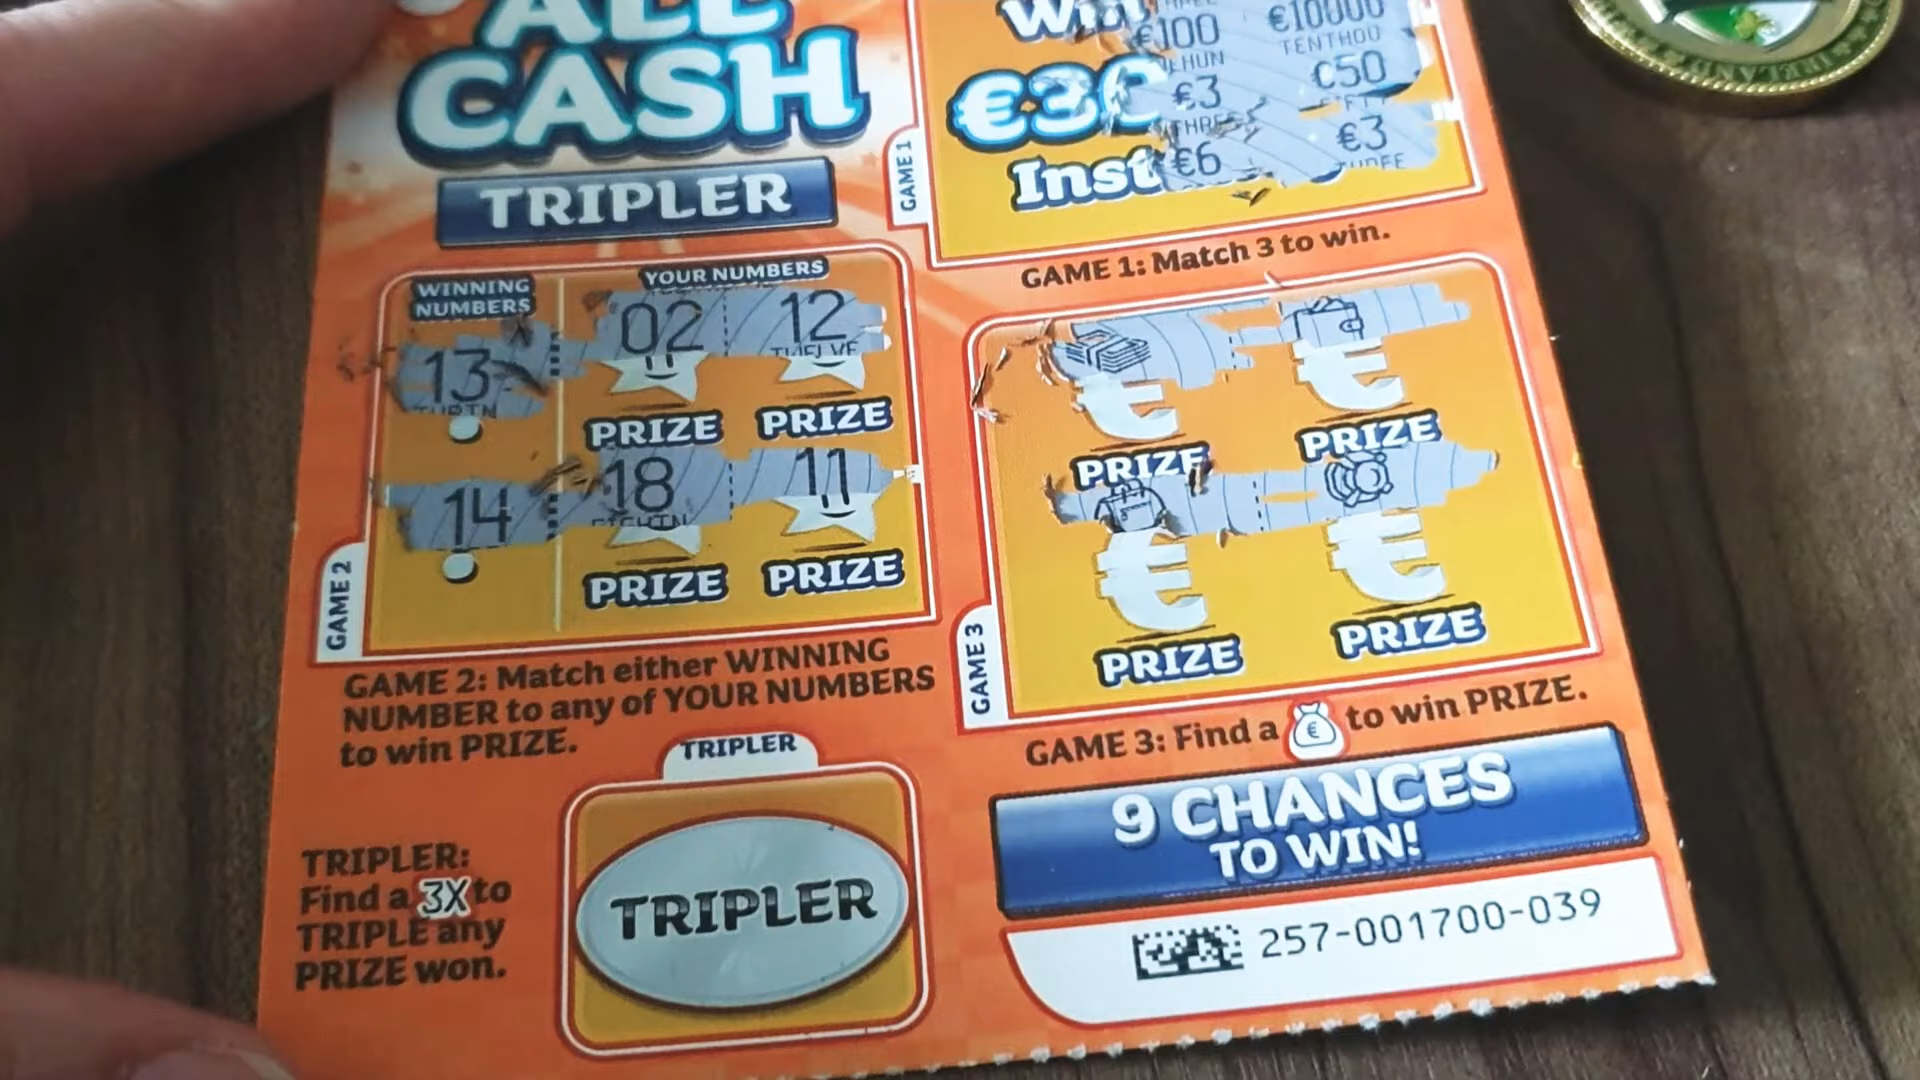 ALL
CASH
TRIPLER
Win
€100
€10000
TENTHOU
€3
€50
€6
€3
GAME 1
GAME 1: Match 3 to win.
WINNING
NUMBERS
YOUR NUMBERS
13
02
12
TWELVE
PRIZE
PRIZE
14
18
11
PRIZE
PRIZE
GAME 2
GAME 2: Match either WINNING
NUMBER to any of YOUR NUMBERS
to win PRIZE.
PRIZE
PRIZE
PRIZE
PRIZE
GAME 3
GAME 3: Find a € to win PRIZE.
TRIPLER
TRIPLER:
Find a 3X to
TRIPLE any
PRIZE won.
TRIPLER
9 CHANCES
TO WIN!
257-001700-039